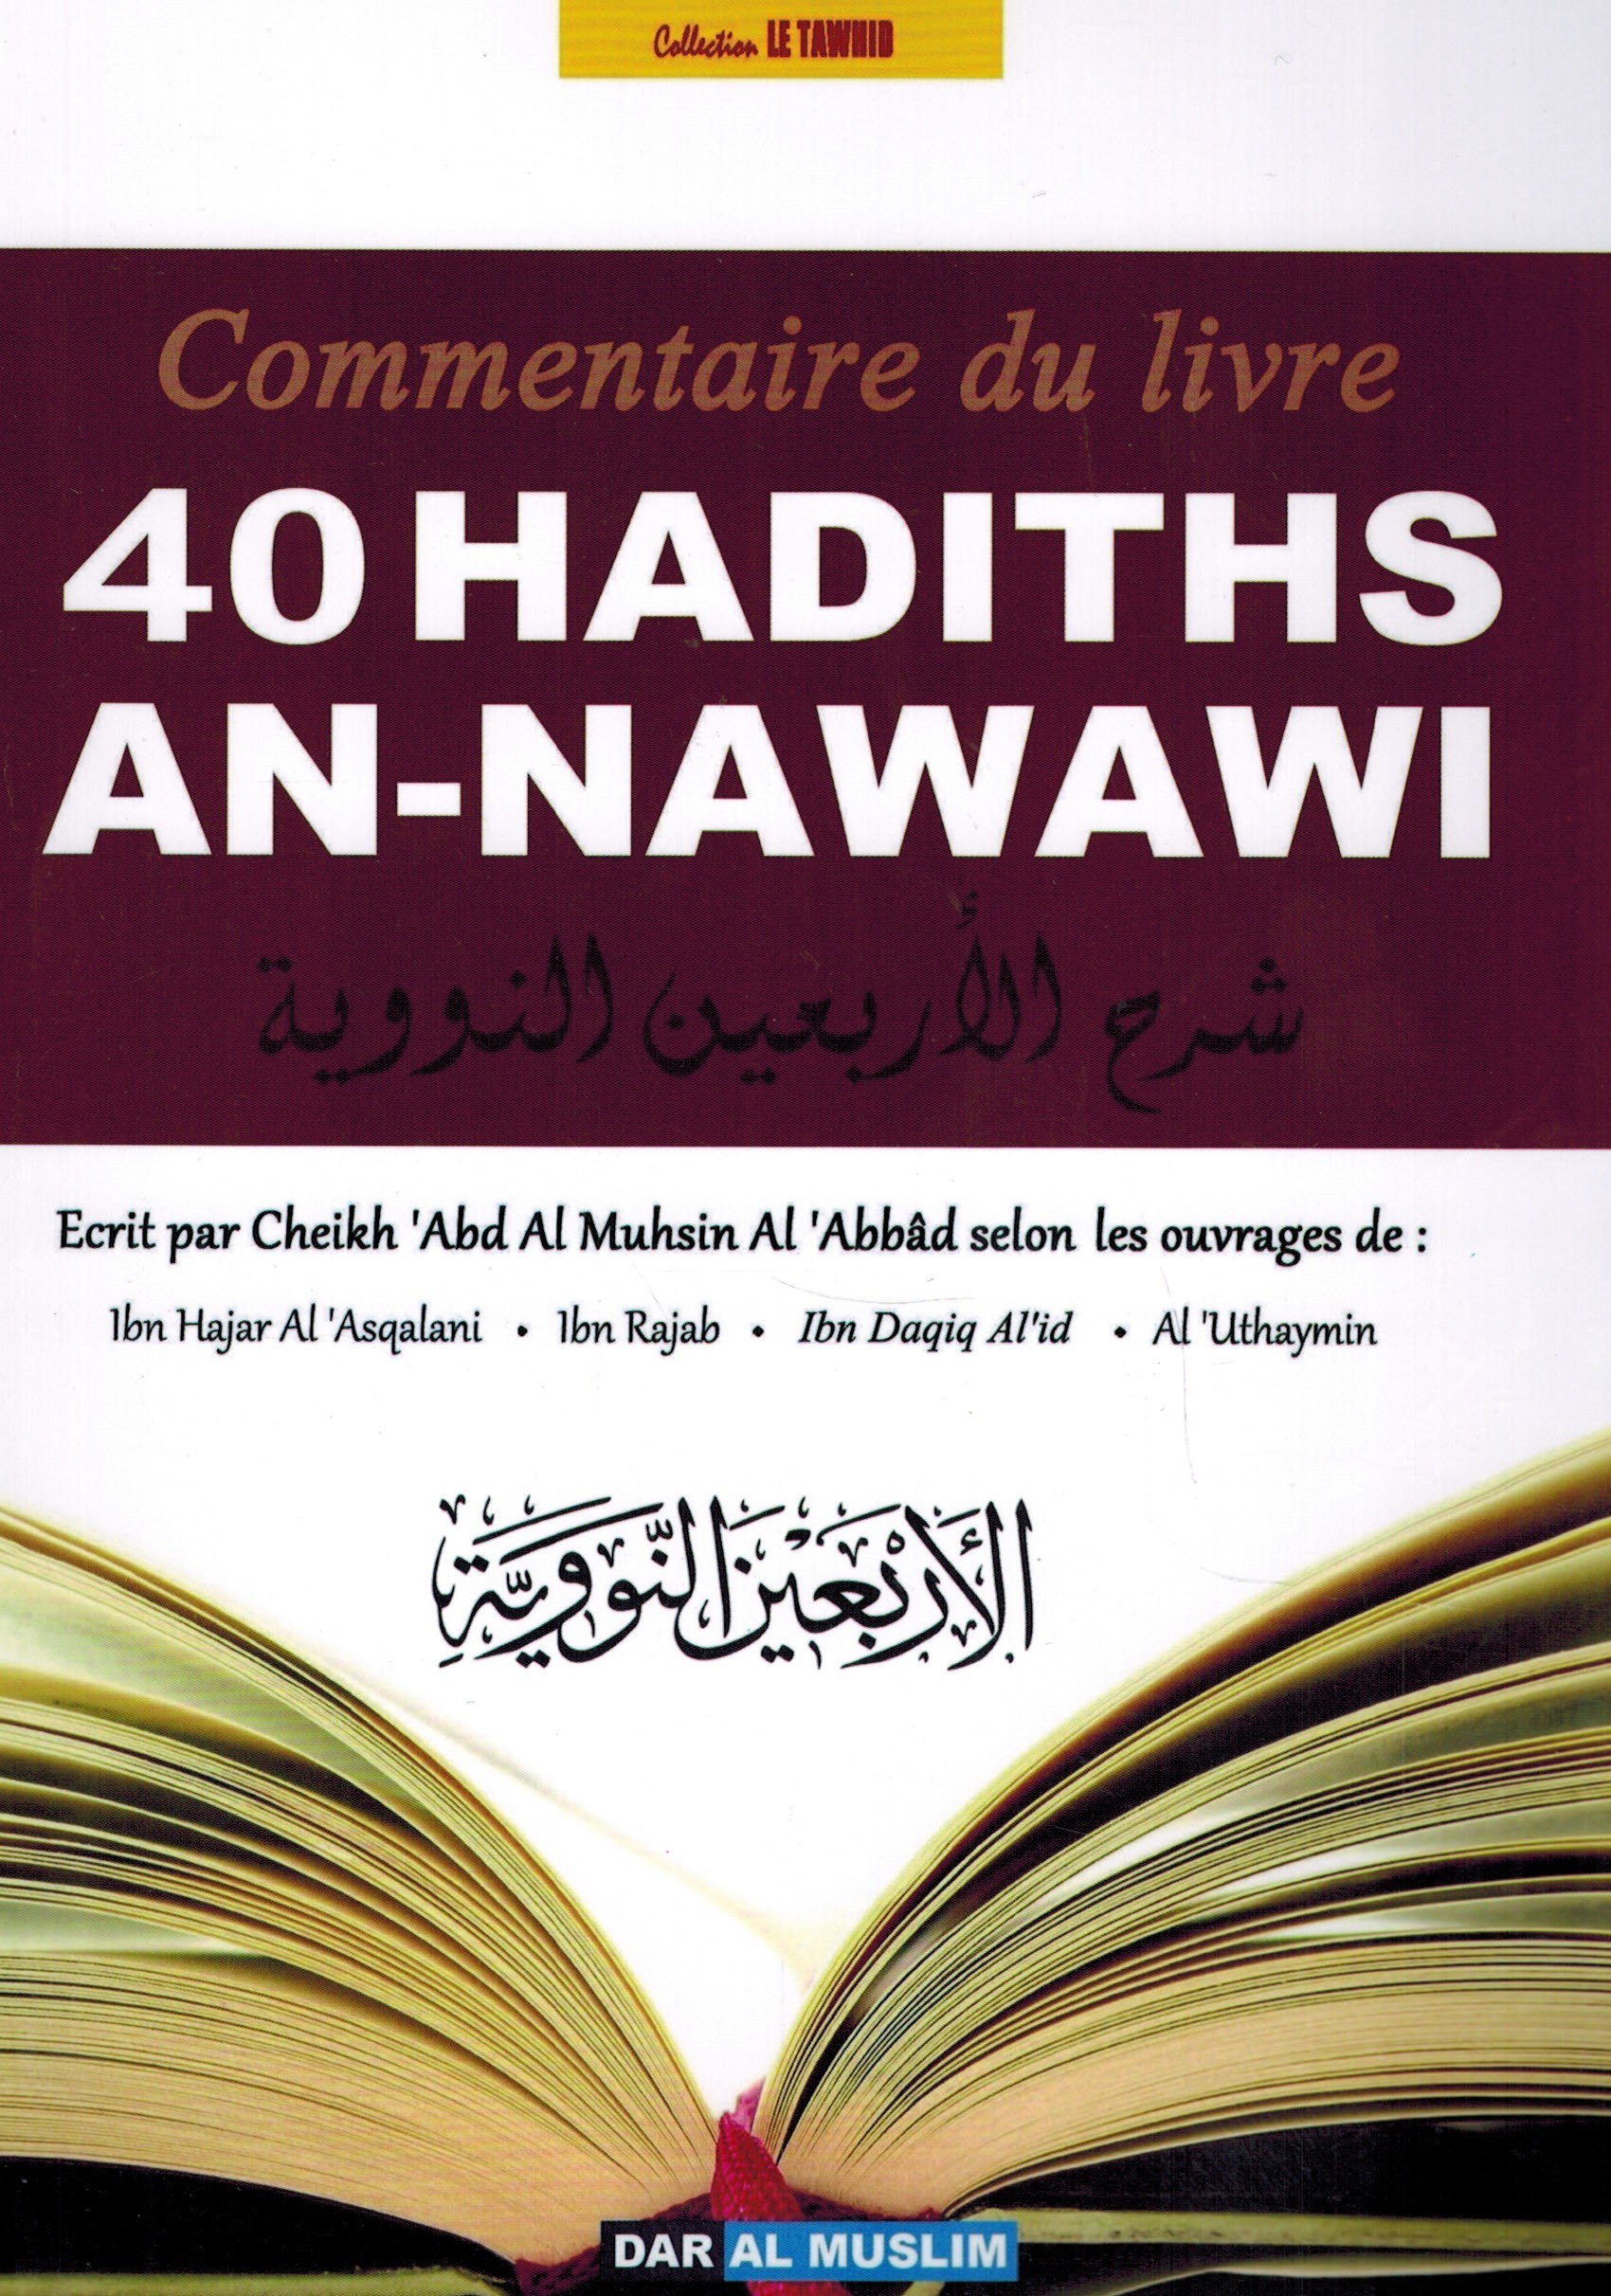 Collection LE TAWHID
Commentaire du livre
40 HADITHS
AN-NAWAWI
شرح الأربعين النووية
Ecrit par Cheikh 'Abd Al Muhsin Al 'Abbâd selon les ouvrages de :
Ibn Hajar Al 'Asqalani • Ibn Rajab • Ibn Daqiq Al'id • Al 'Uthaymin
الأَرْبَعَيْنَ النَّوَوِيَّةِ
DAR AL MUSLIM